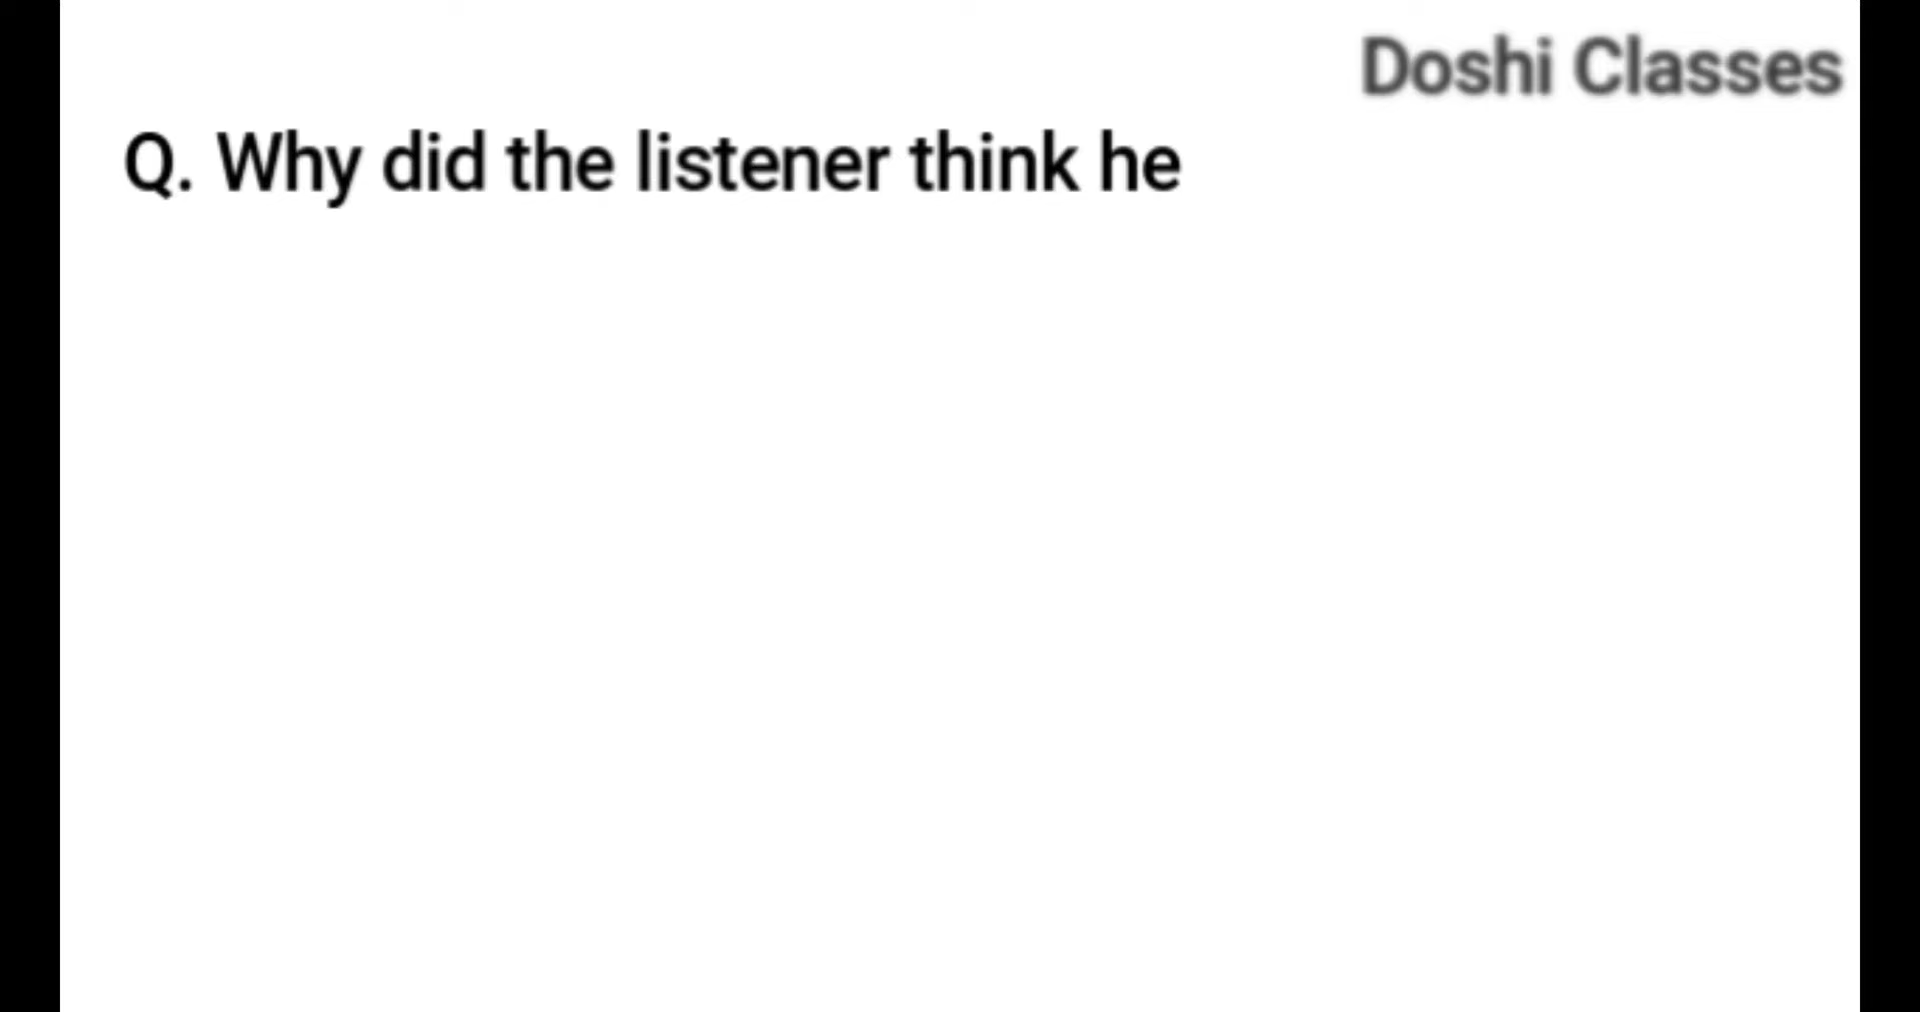 Doshi Classes
Q. Why did the listener think he